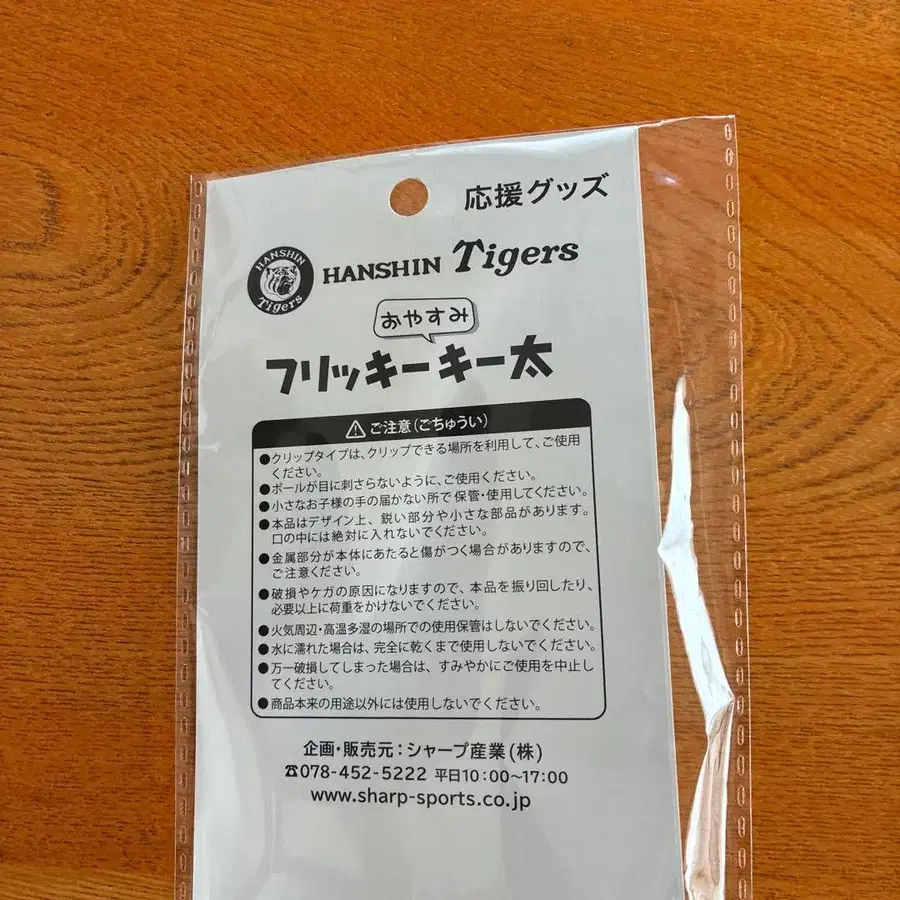 応援グッズ
HANSHIN
Tigers
HANSHIN Tigers
おやすみ
フリッキーキー太
⚠ ご注意(ごちゅうい)
●クリップタイプは、クリップできる場所を利用して、ご使用
ください。
●ポールが目に刺さらないように、ご使用ください。
●小さなお子様の手の届かない所で保管・使用してください。
●本品はデザイン上、鋭い部分や小さな部品があります。
口の中には絶対に入れないでください。
●金属部分が本体にあたると傷がつく場合がありますので、
ご注意ください。
●破損やケガの原因になりますので、本品を振り回したり、
必要以上に荷重をかけないでください。
●火気周辺・高温多湿の場所での使用保管はしないでください。
●水に濡れた場合は、完全に乾くまで使用しないでください。
●万一破損してしまった場合は、すみやかにご使用を中止し
てください。
●商品本来の用途以外には使用しないでください。
企画・販売元:シャープ産業(株)
☎078-452-5222 平日10:00〜17:00
www.sharp-sports.co.jp